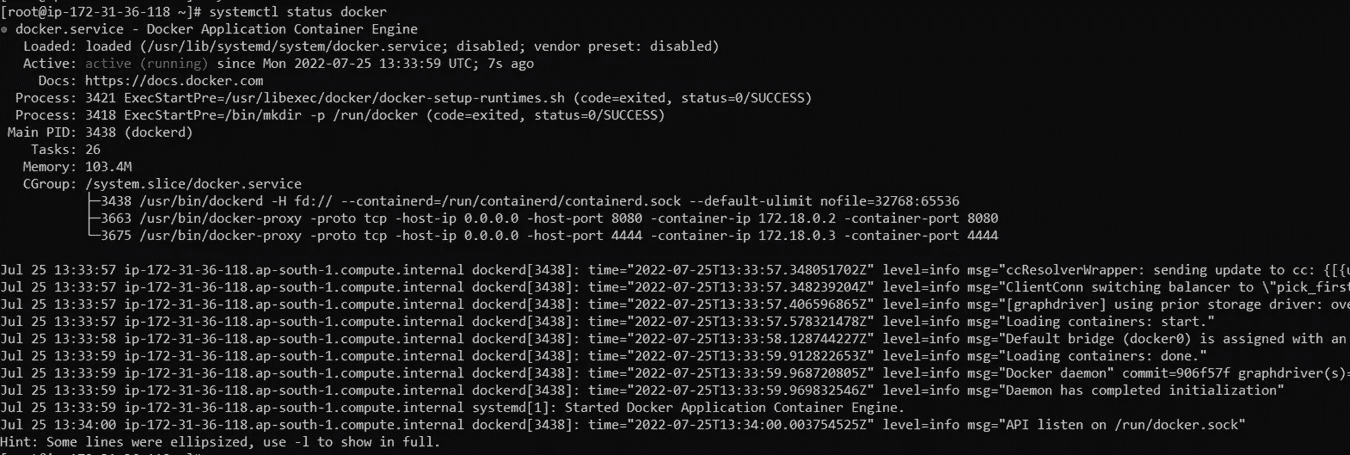 [root@ip-172-31-36-118 ~]# systemctl status docker
● docker.service - Docker Application Container Engine
   Loaded: loaded (/usr/lib/systemd/system/docker.service; disabled; vendor preset: disabled)
   Active: active (running) since Mon 2022-07-25 13:33:59 UTC; 7s ago
     Docs: https://docs.docker.com
  Process: 3421 ExecStartPre=/usr/libexec/docker/docker-setup-runtimes.sh (code=exited, status=0/SUCCESS)
  Process: 3418 ExecStartPre=/bin/mkdir -p /run/docker (code=exited, status=0/SUCCESS)
 Main PID: 3438 (dockerd)
    Tasks: 26
   Memory: 103.4M
   CGroup: /system.slice/docker.service
           ├─3438 /usr/bin/dockerd -H fd:// --containerd=/run/containerd/containerd.sock --default-ulimit nofile=32768:65536
           ├─3663 /usr/bin/docker-proxy -proto tcp -host-ip 0.0.0.0 -host-port 8080 -container-ip 172.18.0.2 -container-port 8080
           └─3675 /usr/bin/docker-proxy -proto tcp -host-ip 0.0.0.0 -host-port 4444 -container-ip 172.18.0.3 -container-port 4444
Jul 25 13:33:57 ip-172-31-36-118.ap-south-1.compute.internal dockerd[3438]: time="2022-07-25T13:33:57.348051702Z" level=info msg="ccResolverWrapper: sending update to cc: {[{u
Jul 25 13:33:57 ip-172-31-36-118.ap-south-1.compute.internal dockerd[3438]: time="2022-07-25T13:33:57.348239204Z" level=info msg="ClientConn switching balancer to \"pick_first
Jul 25 13:33:57 ip-172-31-36-118.ap-south-1.compute.internal dockerd[3438]: time="2022-07-25T13:33:57.406596865Z" level=info msg="[graphdriver] using prior storage driver: ove
Jul 25 13:33:57 ip-172-31-36-118.ap-south-1.compute.internal dockerd[3438]: time="2022-07-25T13:33:57.578321478Z" level=info msg="Loading containers: start."
Jul 25 13:33:58 ip-172-31-36-118.ap-south-1.compute.internal dockerd[3438]: time="2022-07-25T13:33:58.128744227Z" level=info msg="Default bridge (docker0) is assigned with an
Jul 25 13:33:59 ip-172-31-36-118.ap-south-1.compute.internal dockerd[3438]: time="2022-07-25T13:33:59.912822653Z" level=info msg="Loading containers: done."
Jul 25 13:33:59 ip-172-31-36-118.ap-south-1.compute.internal dockerd[3438]: time="2022-07-25T13:33:59.968720805Z" level=info msg="Docker daemon" commit=906f57f graphdriver(s)=
Jul 25 13:33:59 ip-172-31-36-118.ap-south-1.compute.internal dockerd[3438]: time="2022-07-25T13:33:59.969832546Z" level=info msg="Daemon has completed initialization"
Jul 25 13:33:59 ip-172-31-36-118.ap-south-1.compute.internal systemd[1]: Started Docker Application Container Engine.
Jul 25 13:34:00 ip-172-31-36-118.ap-south-1.compute.internal dockerd[3438]: time="2022-07-25T13:34:00.003754525Z" level=info msg="API listen on /run/docker.sock"
Hint: Some lines were ellipsized, use -l to show in full.